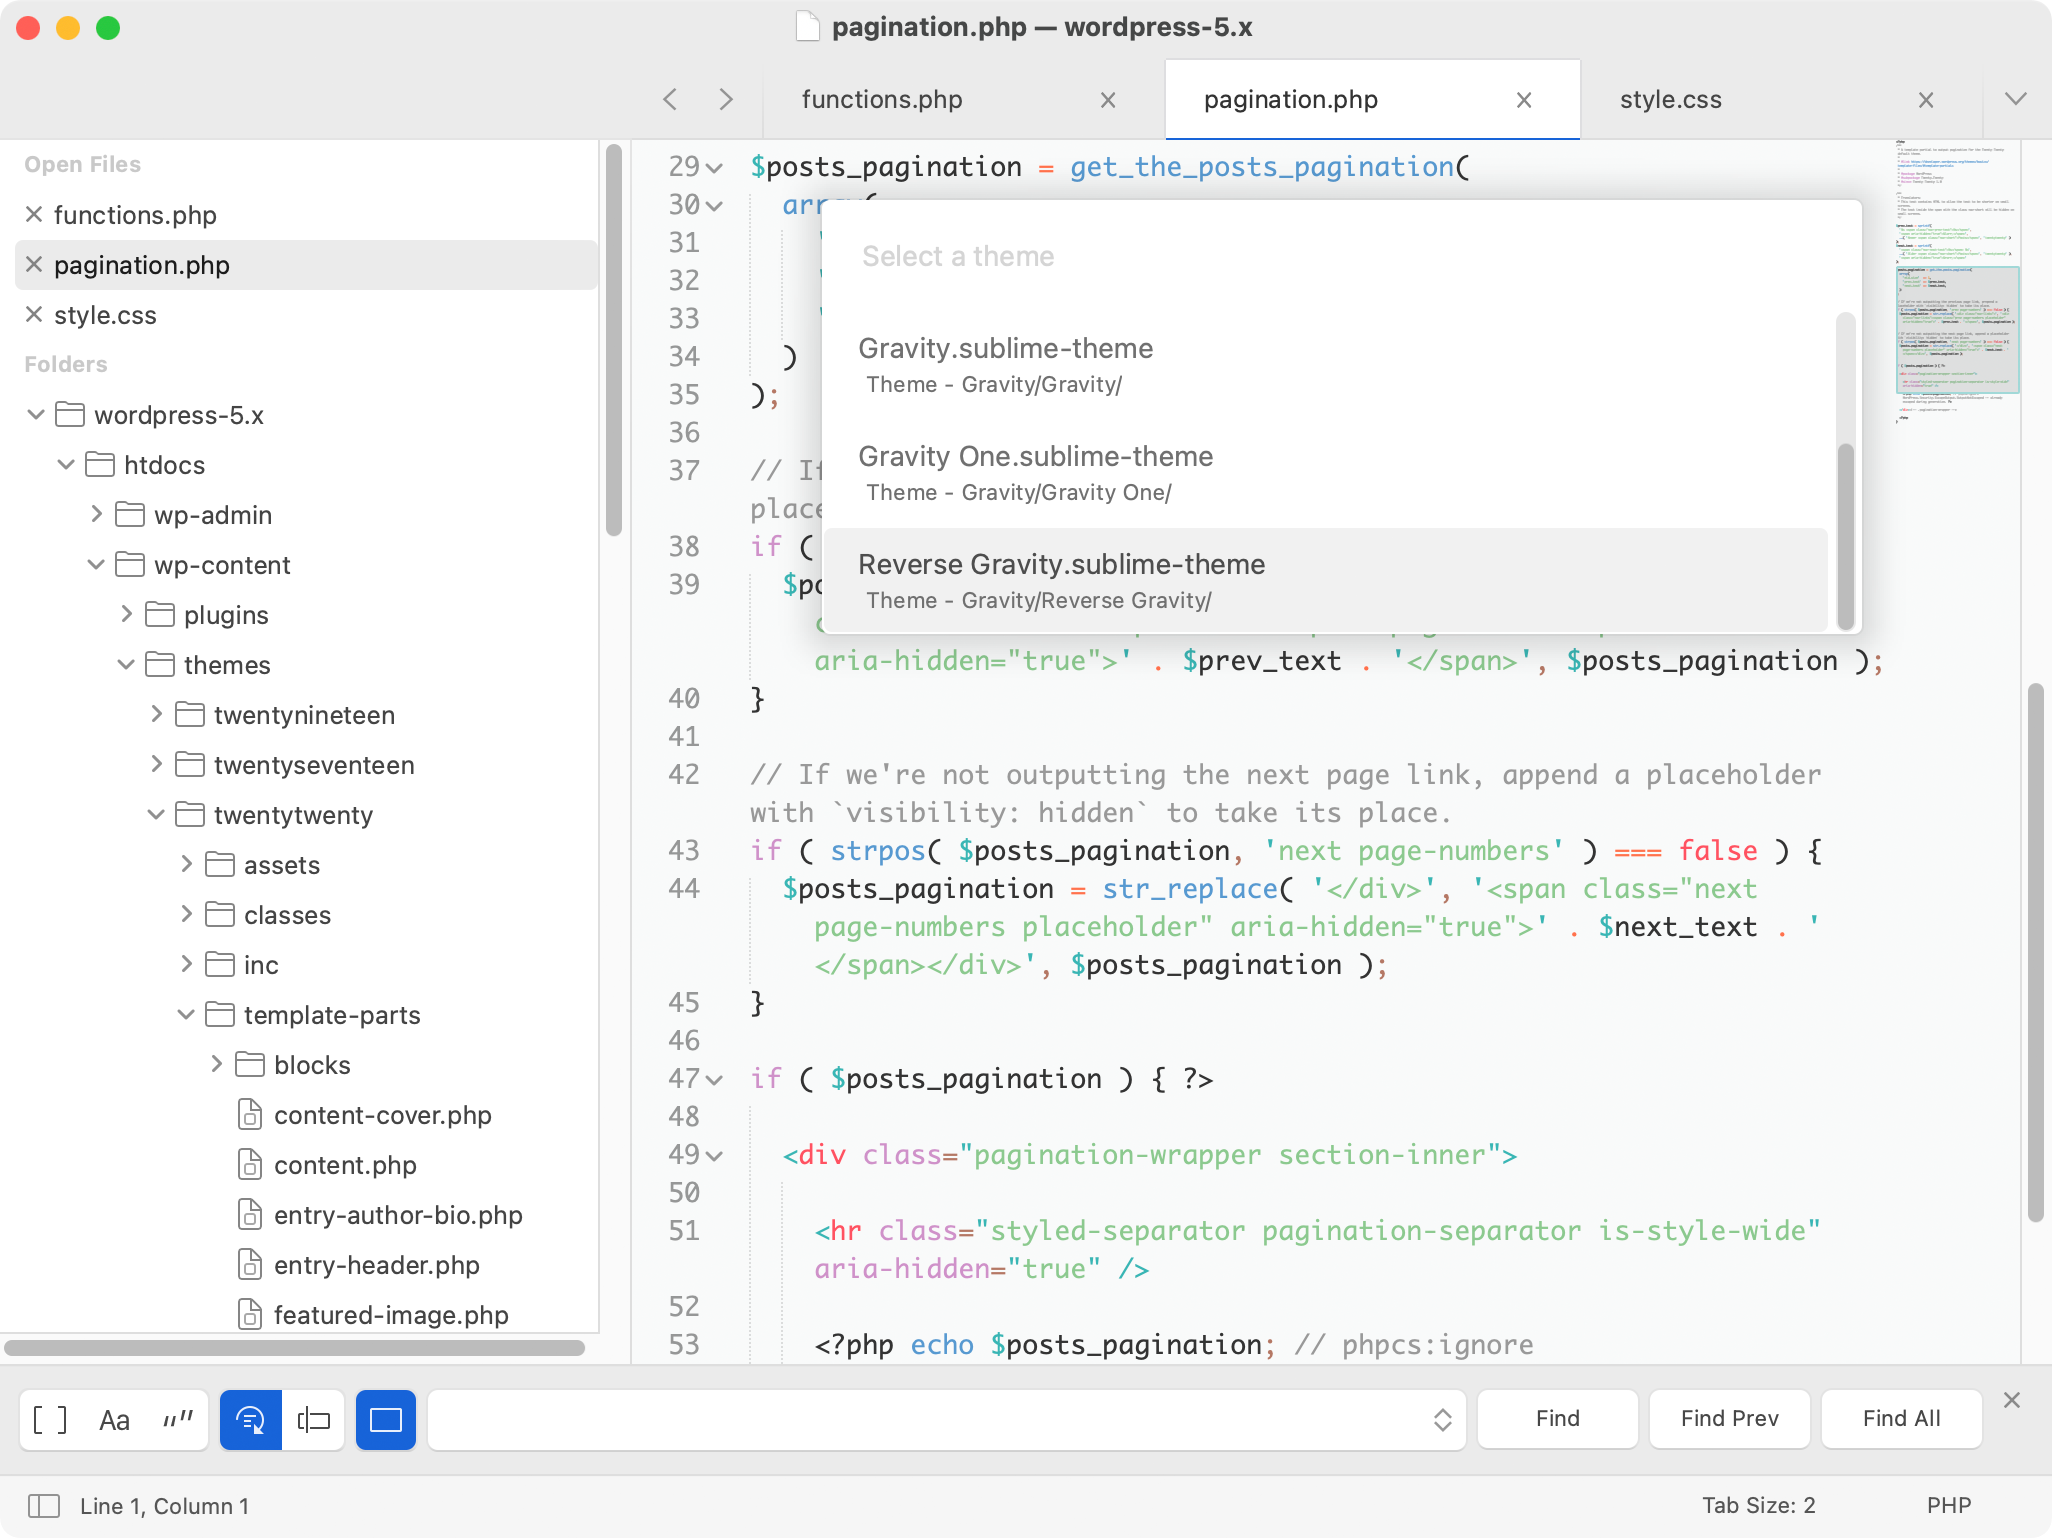 pagination.php — wordpress-5.x
functions.php
pagination.php
style.css
Open Files
functions.php
pagination.php
style.css
Folders
wordpress-5.x
htdocs
wp-admin
wp-content
plugins
themes
twentynineteen
twentyseventeen
twentytwenty
assets
classes
inc
template-parts
blocks
content-cover.php
content.php
entry-author-bio.php
entry-header.php
featured-image.php
29 $posts_pagination = get_the_posts_pagination(
30 array(
31
32
33
34 )
35 );
36
37 // If
place
38 if (
39 $po
aria-hidden="true">' . $prev_text . '</span>', $posts_pagination );
40 }
41
42 // If we're not outputting the next page link, append a placeholder
with `visibility: hidden` to take its place.
43 if ( strpos( $posts_pagination, 'next page-numbers' ) === false ) {
44 $posts_pagination = str_replace( '</div>', '<span class="next
page-numbers placeholder" aria-hidden="true">' . $next_text . '
</span></div>', $posts_pagination );
45 }
46
47 if ( $posts_pagination ) { ?>
48
49 <div class="pagination-wrapper section-inner">
50
51 <hr class="styled-separator pagination-separator is-style-wide"
aria-hidden="true" />
52
53 <?php echo $posts_pagination; // phpcs:ignore
Select a theme
Gravity.sublime-theme
Theme - Gravity/Gravity/
Gravity One.sublime-theme
Theme - Gravity/Gravity One/
Reverse Gravity.sublime-theme
Theme - Gravity/Reverse Gravity/
[ ] Aa “”
Find
Find Prev
Find All
Line 1, Column 1
Tab Size: 2
PHP